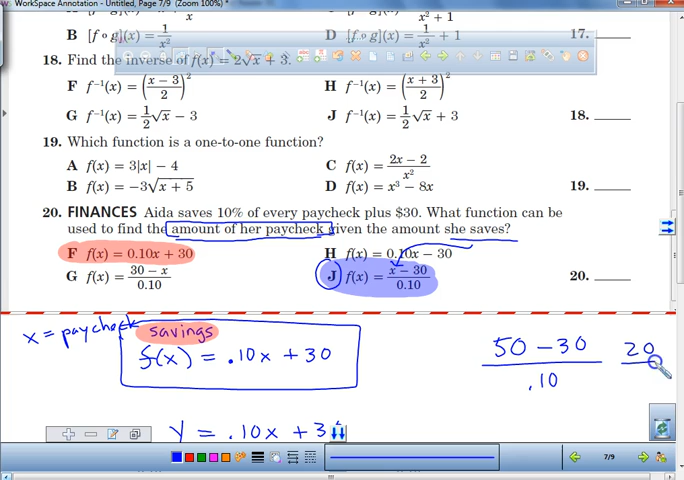 WorkSpace Annotation - Untitled, Page 7/9 (Zoom 100%) *
x
x² + 1
B [f ∘ g](x) = 1/x²
D [f ∘ g](x) = 1/x² + 1
17.
18. Find the inverse of f(x) = 2√x + 3.
F f⁻¹(x) = ((x − 3)/2)²
H f⁻¹(x) = ((x + 3)/2)²
G f⁻¹(x) = 1/2 √x − 3
J f⁻¹(x) = 1/2 √x + 3
18.
19. Which function is a one-to-one function?
A f(x) = 3|x| − 4
C f(x) = (2x − 2)/x²
B f(x) = −3√(x + 5)
D f(x) = x³ − 8x
19.
20. FINANCES Aida saves 10% of every paycheck plus $30. What function can be
used to find the amount of her paycheck given the amount she saves?
F f(x) = 0.10x + 30
H f(x) = 0.10x − 30
G f(x) = (30 − x)/0.10
J f(x) = (x − 30)/0.10
20.
x = paycheck
savings
f(x) = .10x + 30
50 − 30
.10
20
y = .10x + 3
7/9